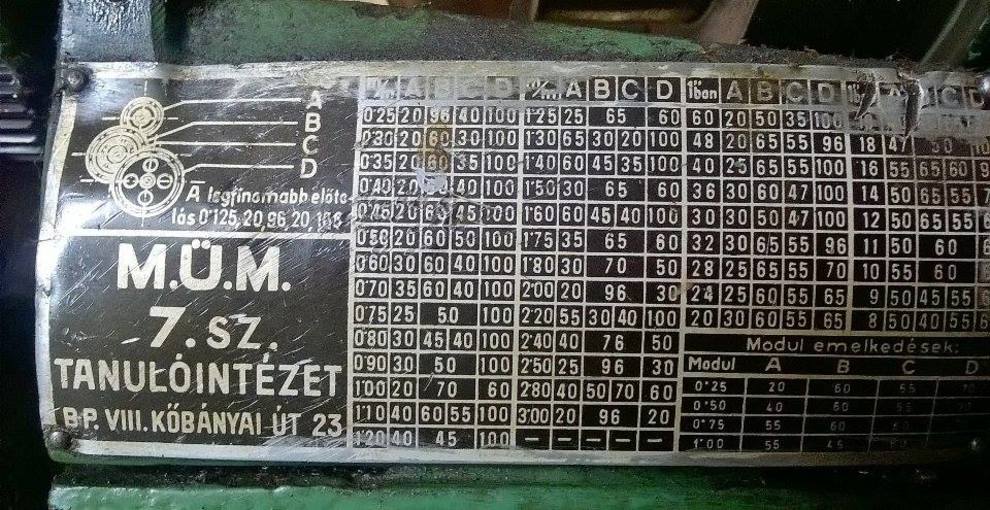 A
B
C
D
A legfinomabb előto-
lás 0'125,20,96,20,100
M.Ü.M.
7. SZ.
TANULÓINTÉZET
BP. VIII. KŐBÁNYAI ÚT 23
m/m A B C D
0'25 20 96 40 100
0'30 20 60 30 100
0'35 20 60 35 100
0'40 20 60 40 100
0'45 20 60 45 100
0'50 20 60 50 100
0'60 30 60 40 100
0'70 35 60 40 100
0'75 25 50 100
0'80 30 45 40 100
0'90 30 50 100
1'00 20 70 60
1'10 40 60 55 100
1'20 40 45 100
m/m A B C D
1'25 25 65 60
1'30 65 30 20 100
1'40 60 45 35 100
1'50 30 65 60
1'60 60 45 40 100
1'75 35 65 60
1'80 30 70 50
2'00 20 96 30
2'20 55 30 40 100
2'40 40 76 50
2'50 25 96 30
2'80 40 50 70 60
3'00 20 96 20
— — — — —
1"ban A B C D
60 20 50 35 100
48 20 65 55 96
40 25 65 55 100
36 30 60 47 100
30 30 50 47 100
32 30 65 55 96
28 25 65 55 70
24 25 60 55 65
20 30 60 55 65
A C D
18 47 50
16 55 65 60
14 50 65 55
12 50 65 55
11 50 60
10 55 60
9 50 45 55
8 50 40 55
Modul emelkedések:
Modul A B C D
0'25 20 60 55
0'50 40 60 55
0'75 55 60
1'00 55 45